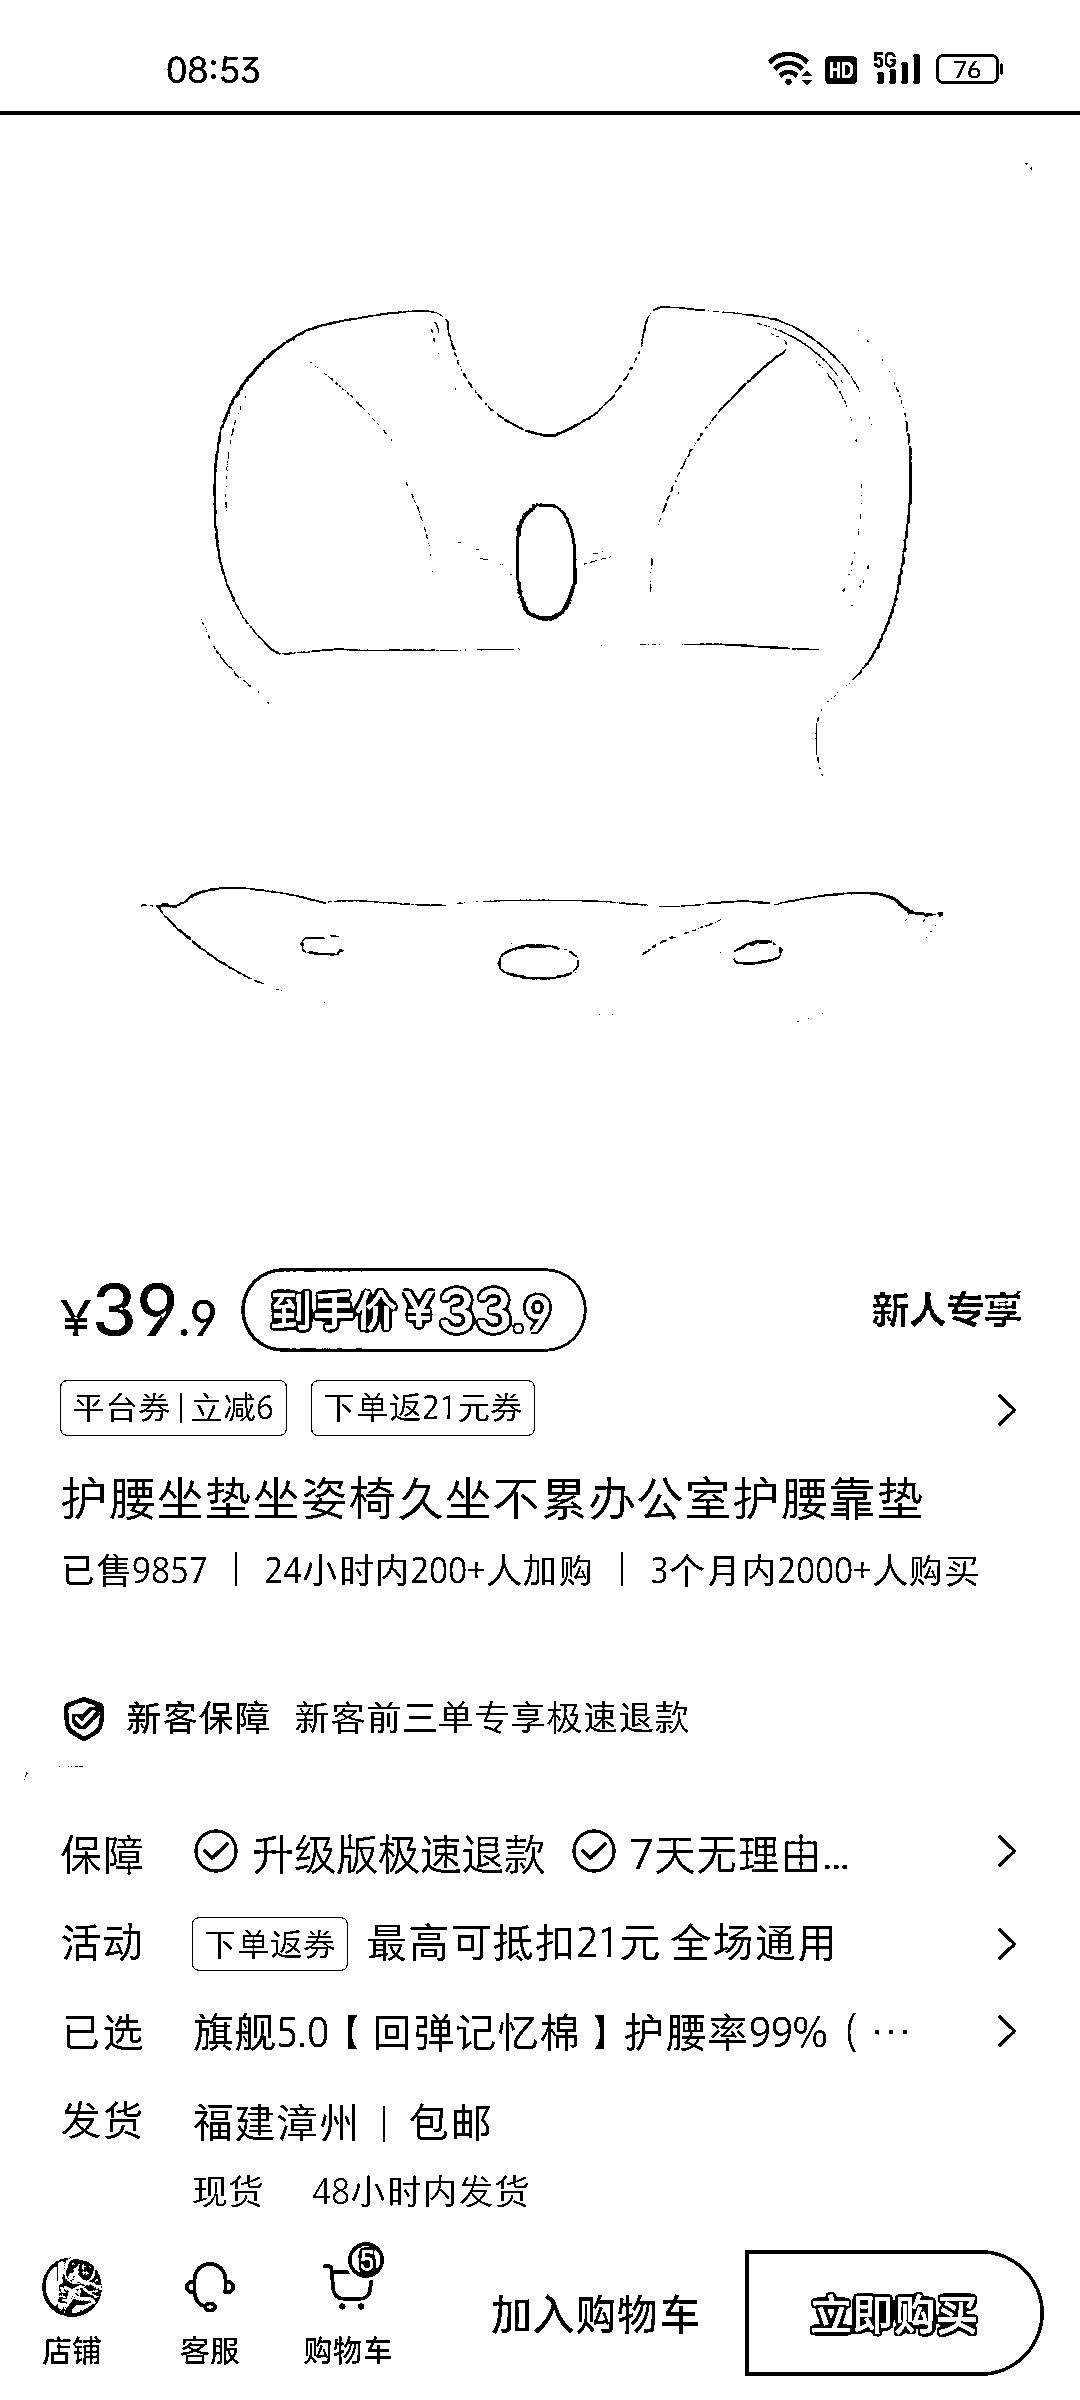 08:53
HD 5G 76
¥39.9 到手价¥33.9 新人专享
平台券|立减6 下单返21元券
护腰坐垫坐姿椅久坐不累办公室护腰靠垫
已售9857 | 24小时内200+人加购 | 3个月内2000+人购买
新客保障 新客前三单专享极速退款
保障 升级版极速退款 7天无理由...
活动 下单返券 最高可抵扣21元 全场通用
已选 旗舰5.0【回弹记忆棉】护腰率99%（···
发货 福建漳州 | 包邮
现货 48小时内发货
5
店铺 客服 购物车 加入购物车 立即购买